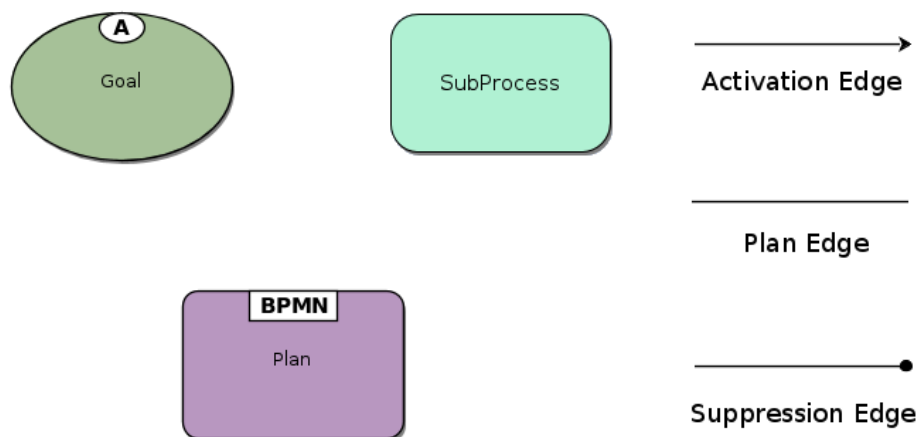 A
Goal
SubProcess
Activation Edge
Plan Edge
BPMN
Plan
Suppression Edge